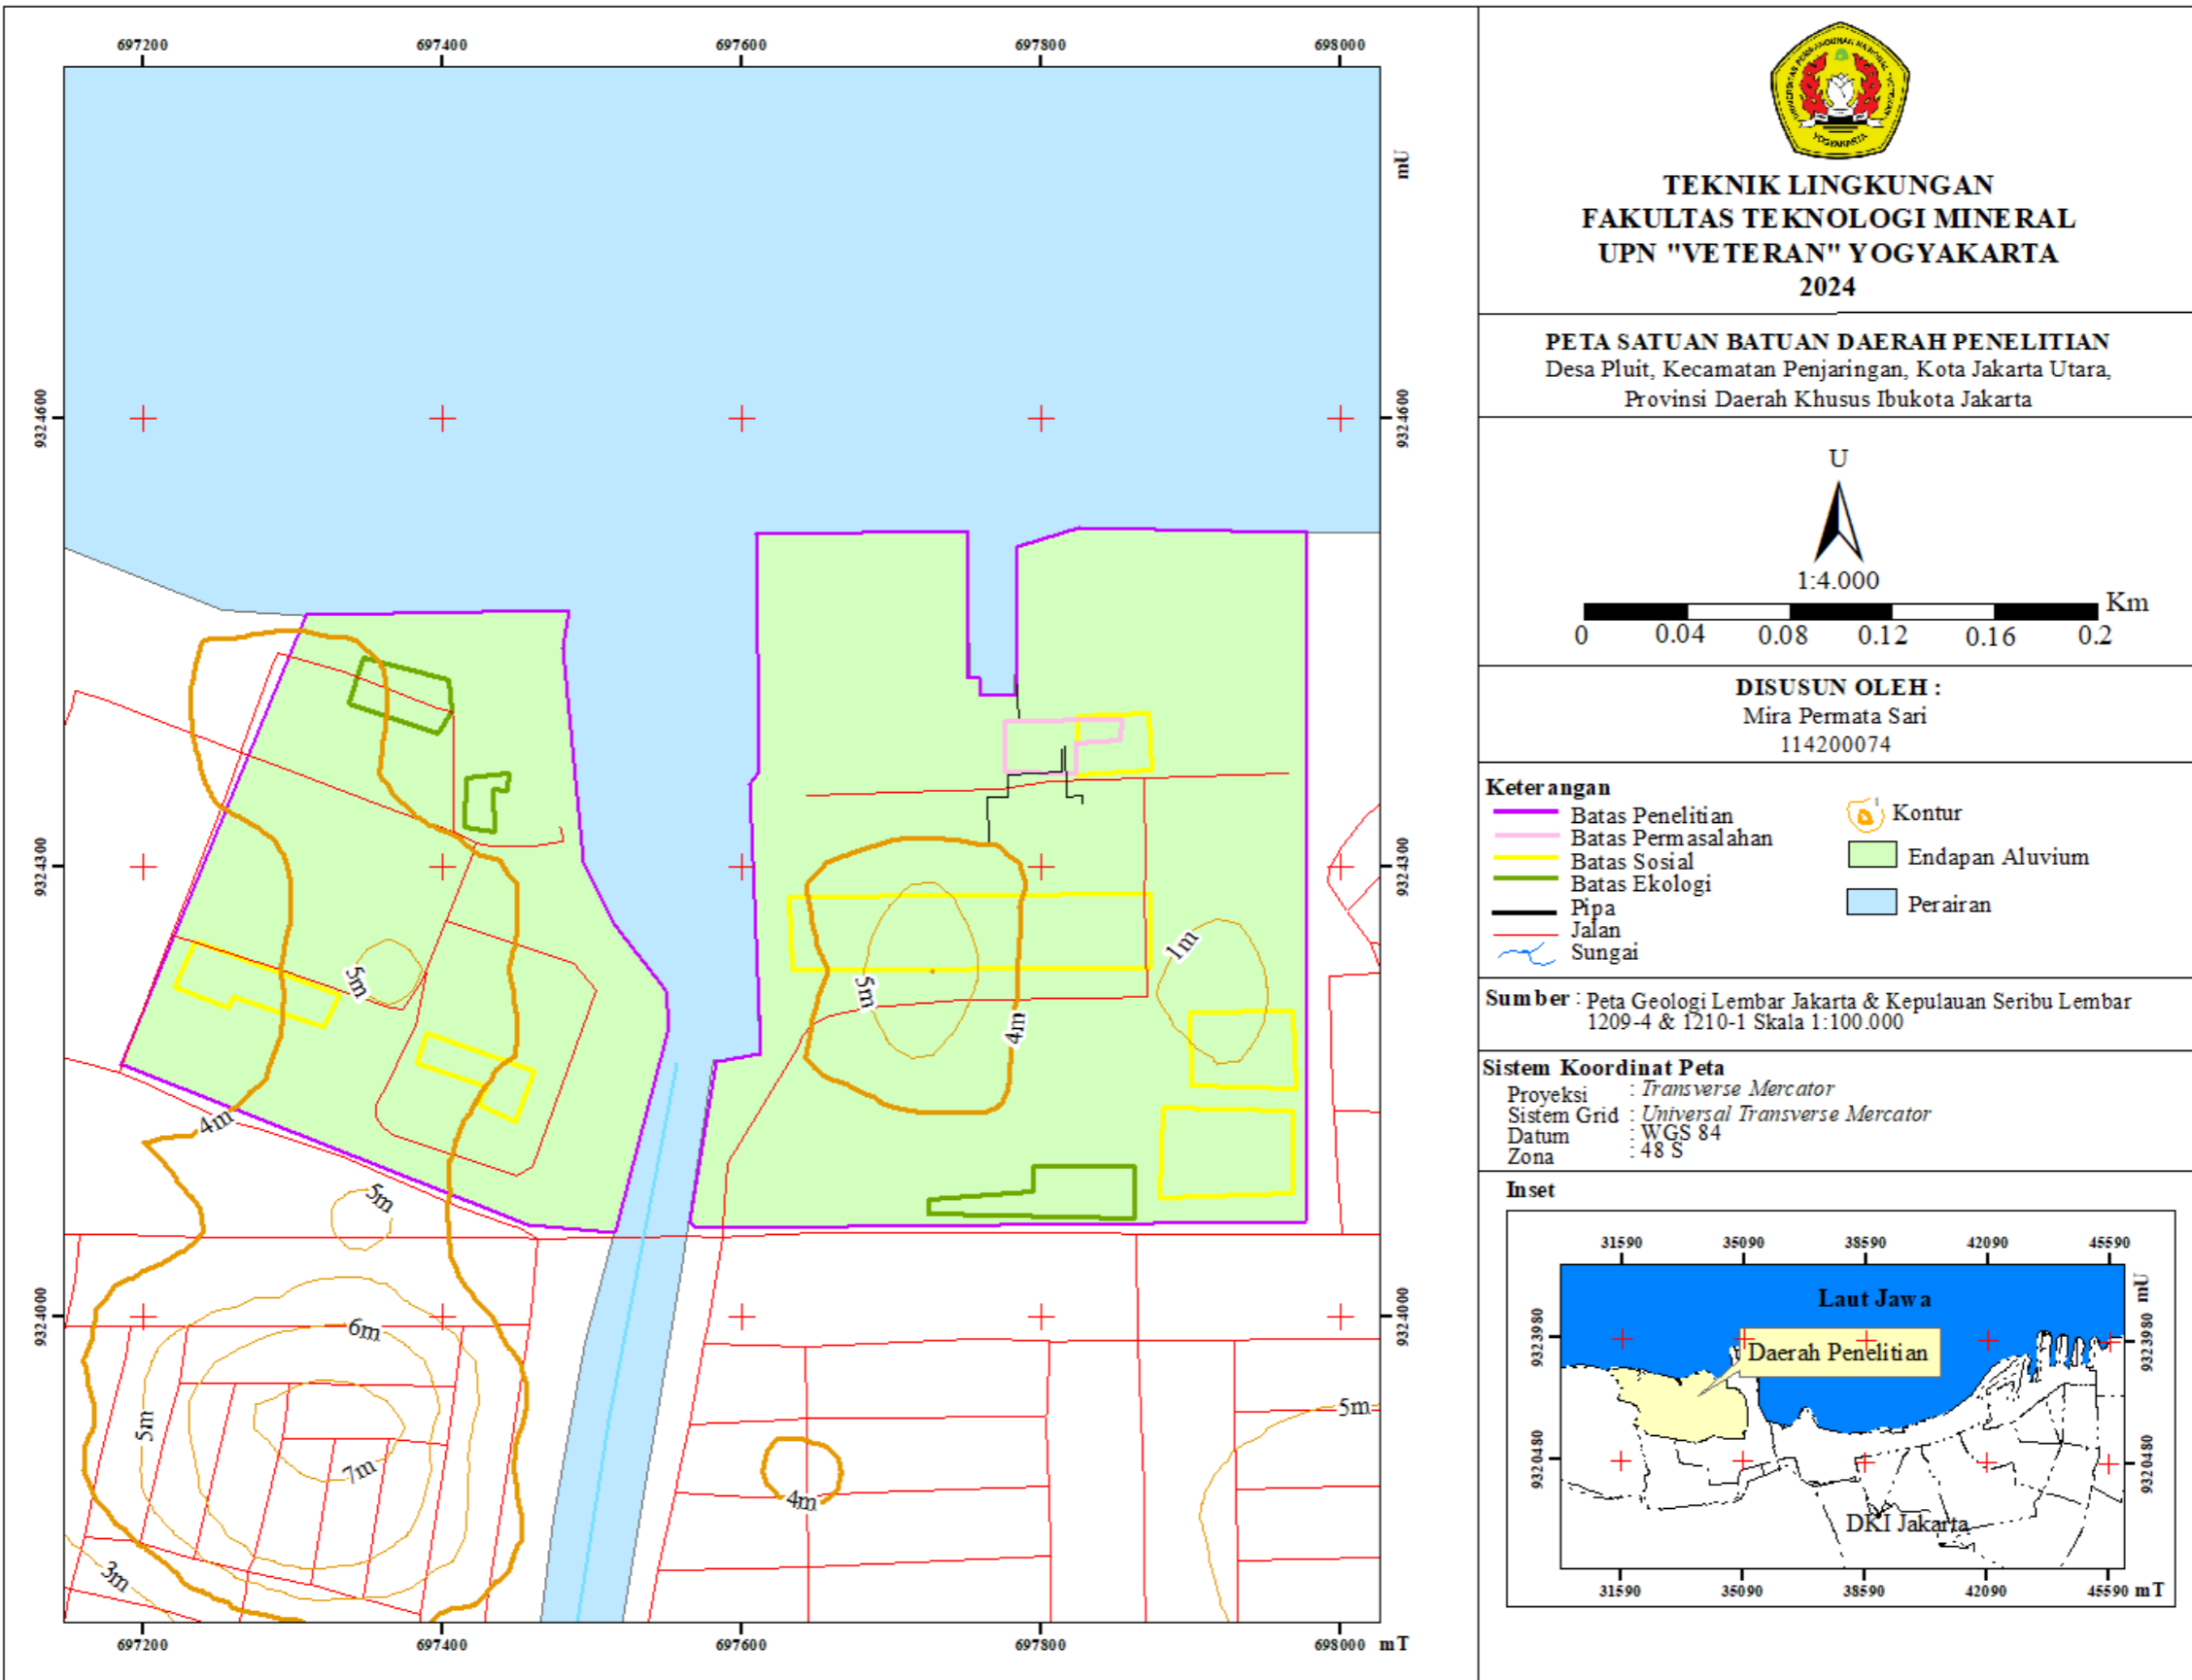 697200 697400 697600 697800 698000
mU
9324600 9324600
9324300 9324300
9324000 9324000
5m
5m
1m
4m
4m
5m
6m
5m
7m
4m
5m
3m
697200 697400 697600 697800 698000 mT
YOGYAKARTA
TEKNIK LINGKUNGAN
FAKULTAS TEKNOLOGI MINERAL
UPN "VETERAN" YOGYAKARTA
2024
PETA SATUAN BATUAN DAERAH PENELITIAN
Desa Pluit, Kecamatan Penjaringan, Kota Jakarta Utara,
Provinsi Daerah Khusus Ibukota Jakarta
U
1:4.000
Km
0 0.04 0.08 0.12 0.16 0.2
DISUSUN OLEH :
Mira Permata Sari
114200074
Keterangan
Batas Penelitian
Batas Permasalahan
Batas Sosial
Batas Ekologi
Pipa
Jalan
Sungai
Kontur
Endapan Aluvium
Perairan
Sumber : Peta Geologi Lembar Jakarta & Kepulauan Seribu Lembar
1209-4 & 1210-1 Skala 1:100.000
Sistem Koordinat Peta
Proyeksi : Transverse Mercator
Sistem Grid : Universal Transverse Mercator
Datum : WGS 84
Zona : 48 S
Inset
31590 35090 38590 42090 45590
mU
Laut Jawa
9323980 9323980
Daerah Penelitian
9320480 9320480
DKI Jakarta
31590 35090 38590 42090 45590 mT